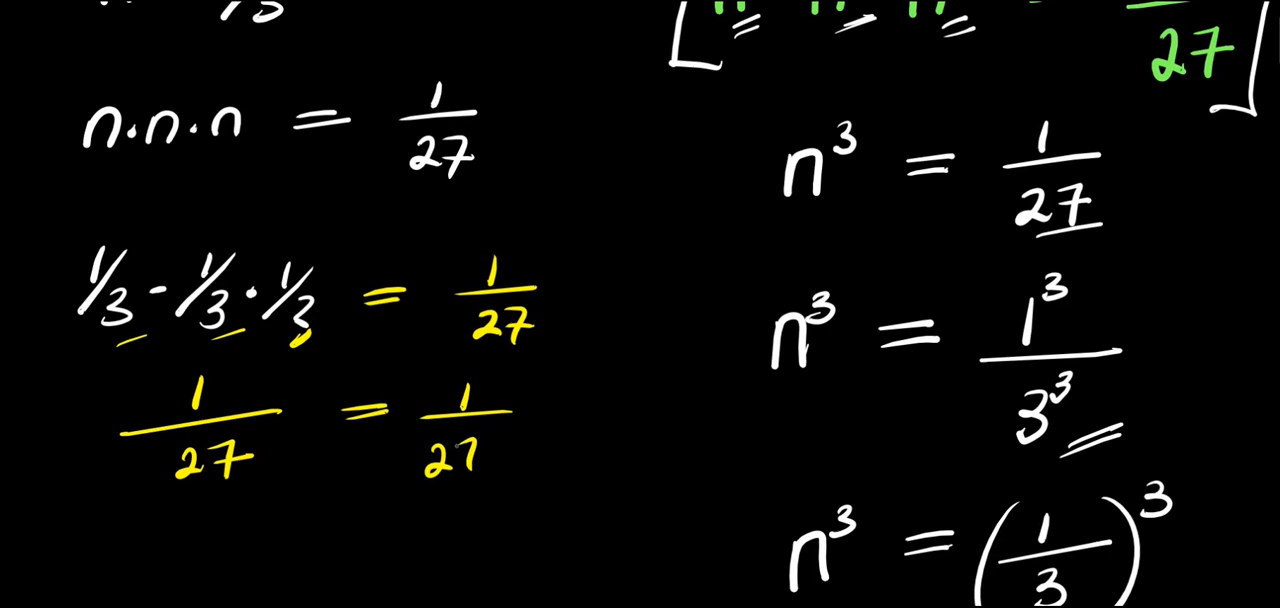 n·n·n = 1/27
1/3 - 1/3 · 1/3 = 1/27
1/27 = 1/27
27
n³ = 1/27
n³ = 1³/3³
n³ = (1/3)³